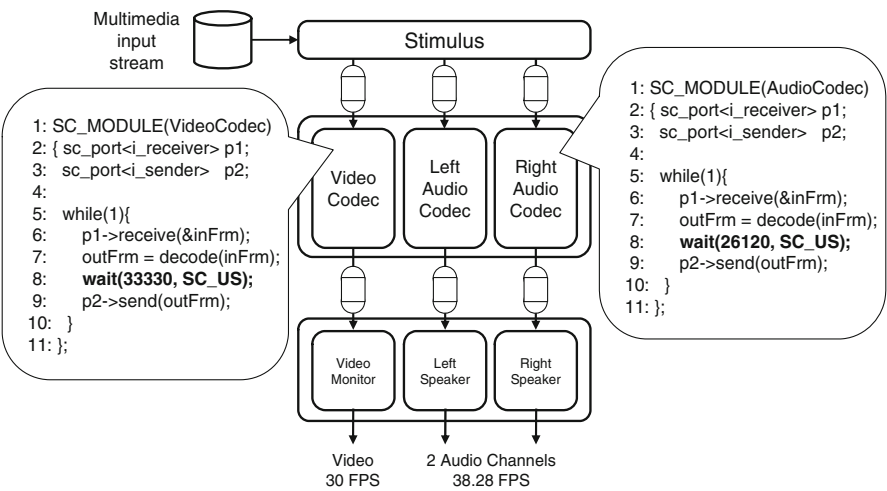 Multimedia
input
stream
Stimulus
1: SC_MODULE(VideoCodec)
2: { sc_port<i_receiver> p1;
3: sc_port<i_sender> p2;
4:
5: while(1){
6: p1->receive(&inFrm);
7: outFrm = decode(inFrm);
8: wait(33330, SC_US);
9: p2->send(outFrm);
10: }
11: };
Video
Codec
Left
Audio
Codec
Right
Audio
Codec
1: SC_MODULE(AudioCodec)
2: { sc_port<i_receiver> p1;
3: sc_port<i_sender> p2;
4:
5: while(1){
6: p1->receive(&inFrm);
7: outFrm = decode(inFrm);
8: wait(26120, SC_US);
9: p2->send(outFrm);
10: }
11: };
Video
Monitor
Left
Speaker
Right
Speaker
Video
30 FPS
2 Audio Channels
38.28 FPS